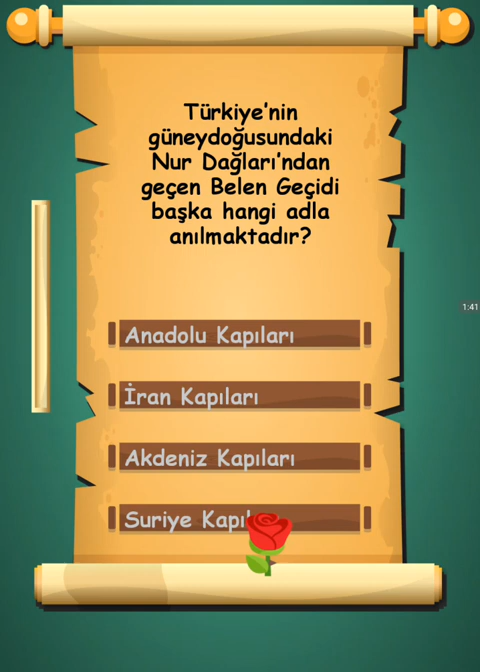 Türkiye'nin
güneydoğusundaki
Nur Dağları'ndan
geçen Belen Geçidi
başka hangi adla
anılmaktadır?
1:41
Anadolu Kapıları
İran Kapıları
Akdeniz Kapıları
Suriye